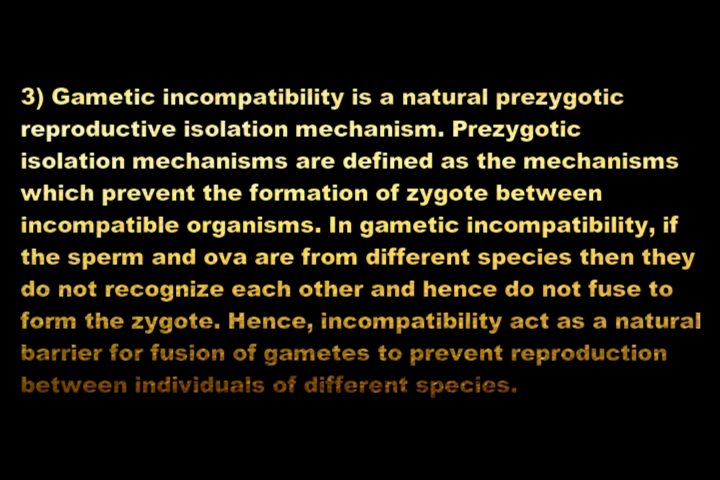 3) Gametic incompatibility is a natural prezygotic
reproductive isolation mechanism. Prezygotic
isolation mechanisms are defined as the mechanisms
which prevent the formation of zygote between
incompatible organisms. In gametic incompatibility, if
the sperm and ova are from different species then they
do not recognize each other and hence do not fuse to
form the zygote. Hence, incompatibility act as a natural
barrier for fusion of gametes to prevent reproduction
between individuals of different species.